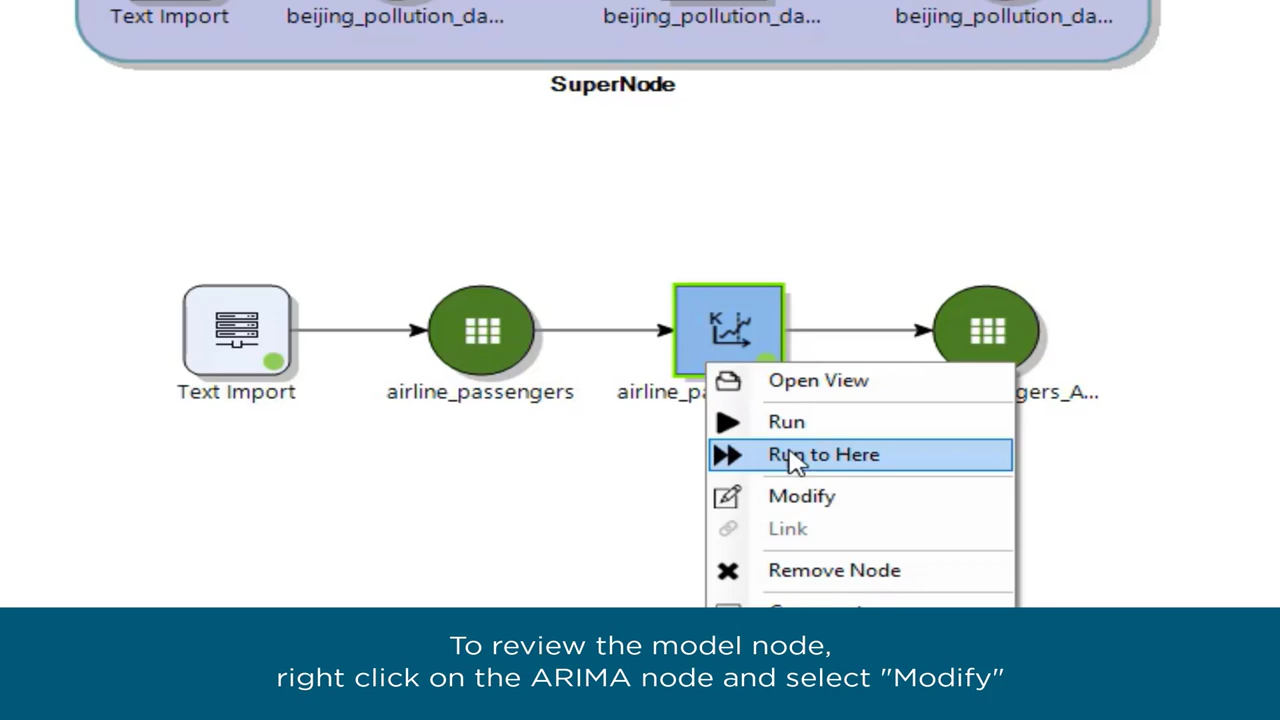 Text Import
beijing_pollution_da...
beijing_pollution_da...
beijing_pollution_da...
SuperNode
K
Text Import
airline_passengers
airline_pa
gers_A...
Open View
Run
Run to Here
Modify
Link
Remove Node
To review the model node,
right click on the ARIMA node and select "Modify"